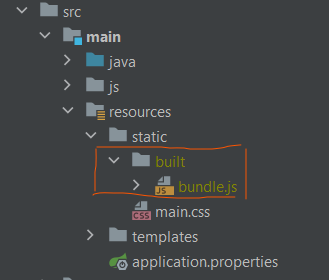 src
main
java
js
resources
static
built
bundle.js
main.css
templates
application.properties